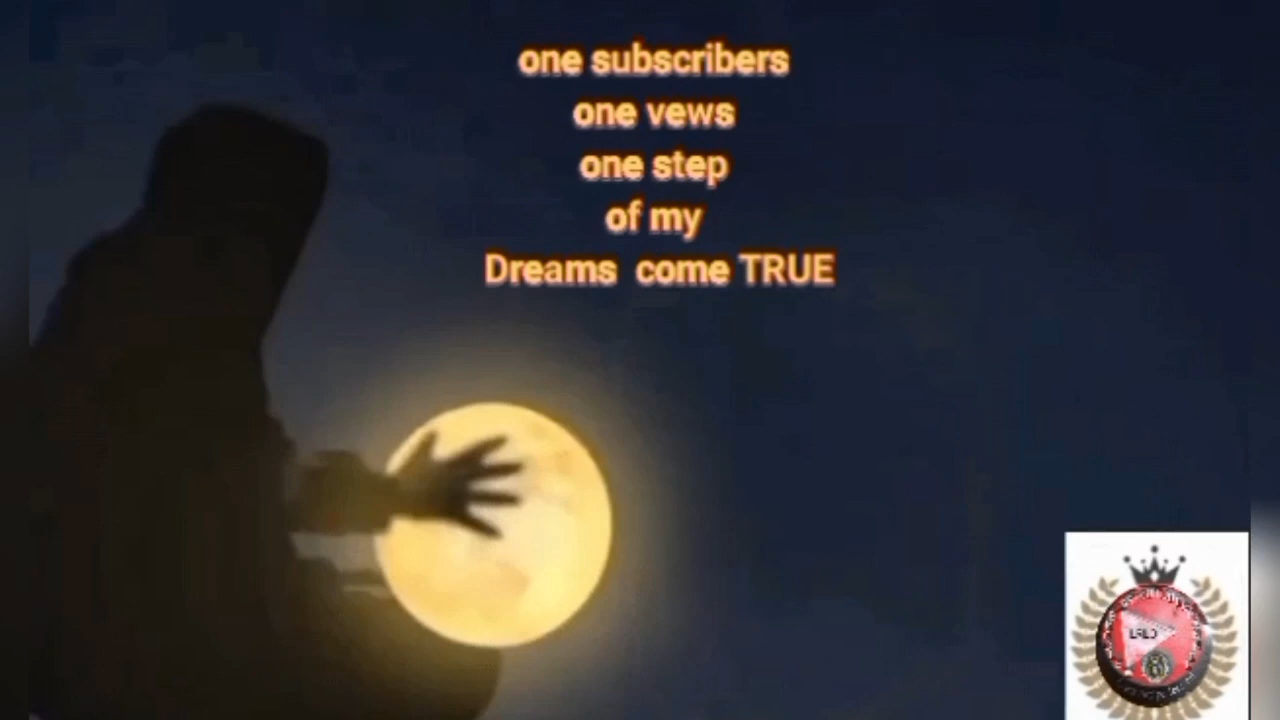 one subscribers
one vews
one step
of my
Dreams come TRUE